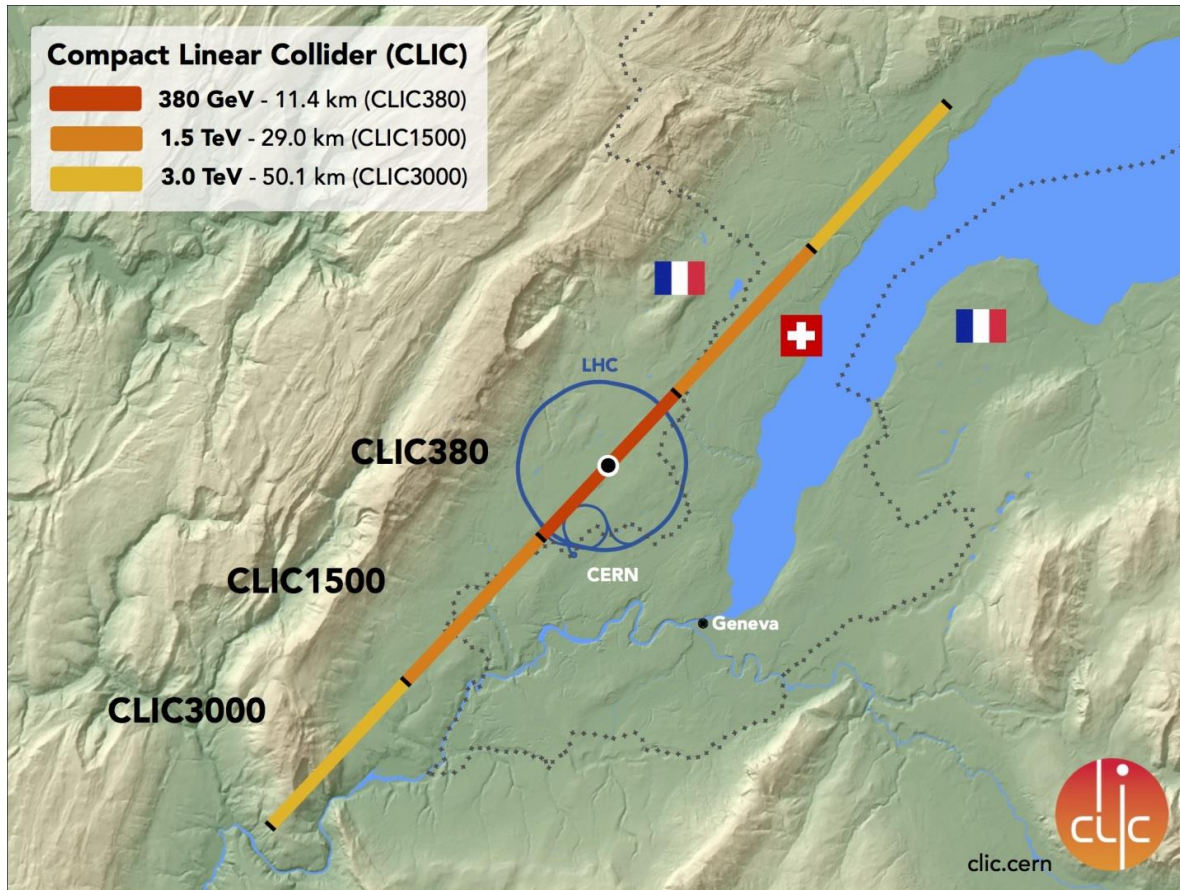 Compact Linear Collider (CLIC)
380 GeV - 11.4 km (CLIC380)
1.5 TeV - 29.0 km (CLIC1500)
3.0 TeV - 50.1 km (CLIC3000)
LHC
CLIC380
CLIC1500
CERN
Geneva
CLIC3000
clic
clic.cern